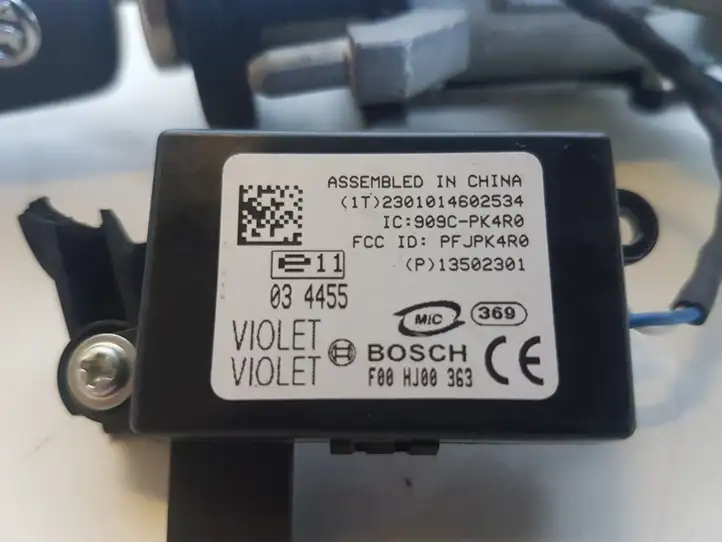 ASSEMBLED IN CHINA
(1T)2301014602534
IC:909C-PK4R0
FCC ID: PFJPK4R0
(P)13502301
e 11
03 4455
MiC
369
VIOLET
VIOLET
BOSCH
F00 HJ00 363
CE